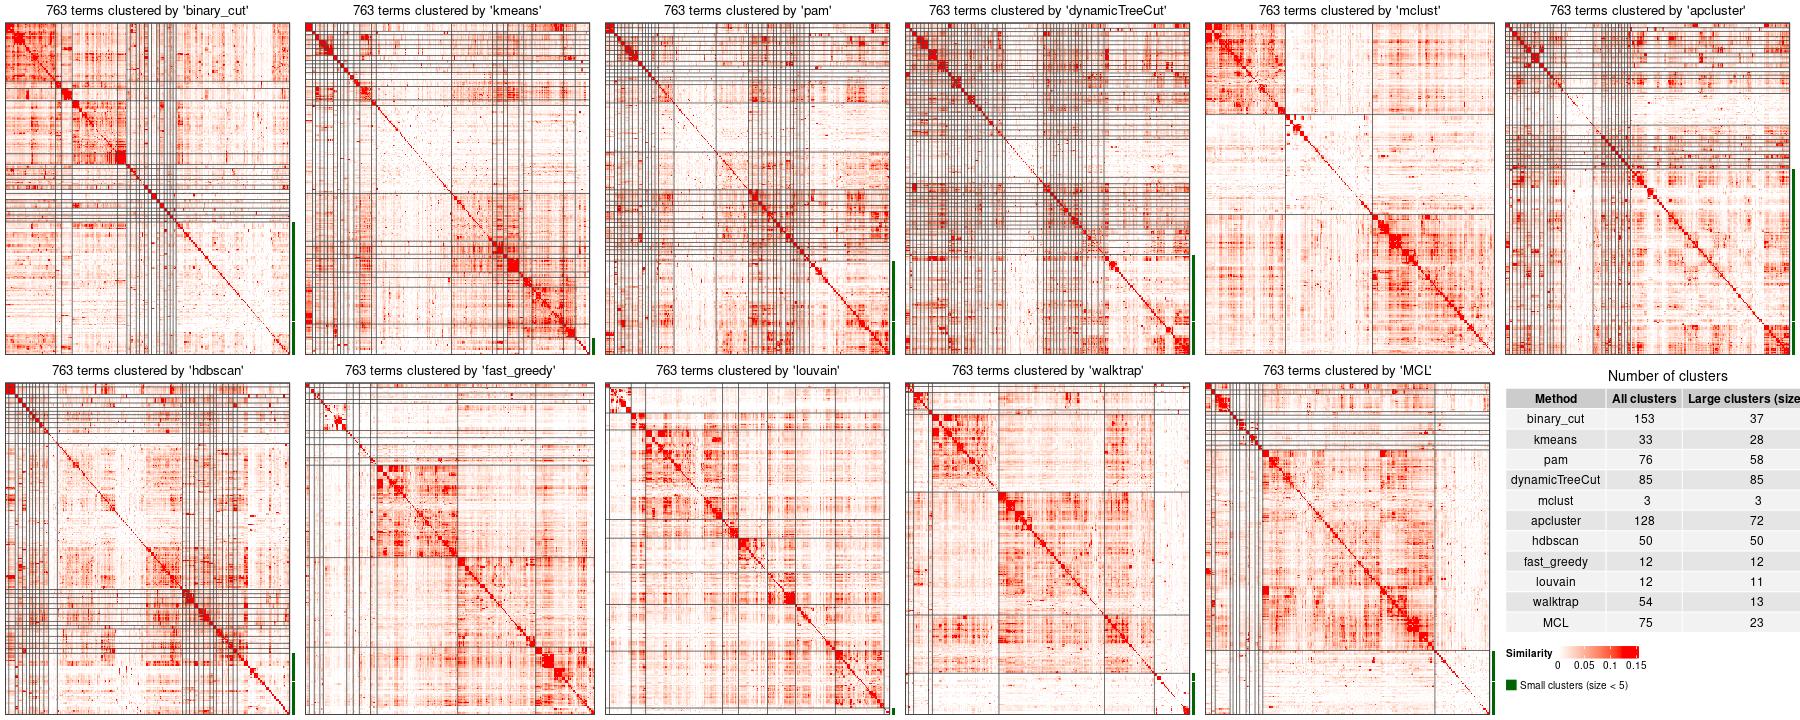 763 terms clustered by 'binary_cut'
763 terms clustered by 'kmeans'
763 terms clustered by 'pam'
763 terms clustered by 'dynamicTreeCut'
763 terms clustered by 'mclust'
763 terms clustered by 'apcluster'
763 terms clustered by 'hdbscan'
763 terms clustered by 'fast_greedy'
763 terms clustered by 'louvain'
763 terms clustered by 'walktrap'
763 terms clustered by 'MCL'
Number of clusters
Method All clusters Large clusters (size
binary_cut 153 37
kmeans 33 28
pam 76 58
dynamicTreeCut 85 85
mclust 3 3
apcluster 128 72
hdbscan 50 50
fast_greedy 12 12
louvain 12 11
walktrap 54 13
MCL 75 23
Similarity
0 0.05 0.1 0.15
Small clusters (size < 5)